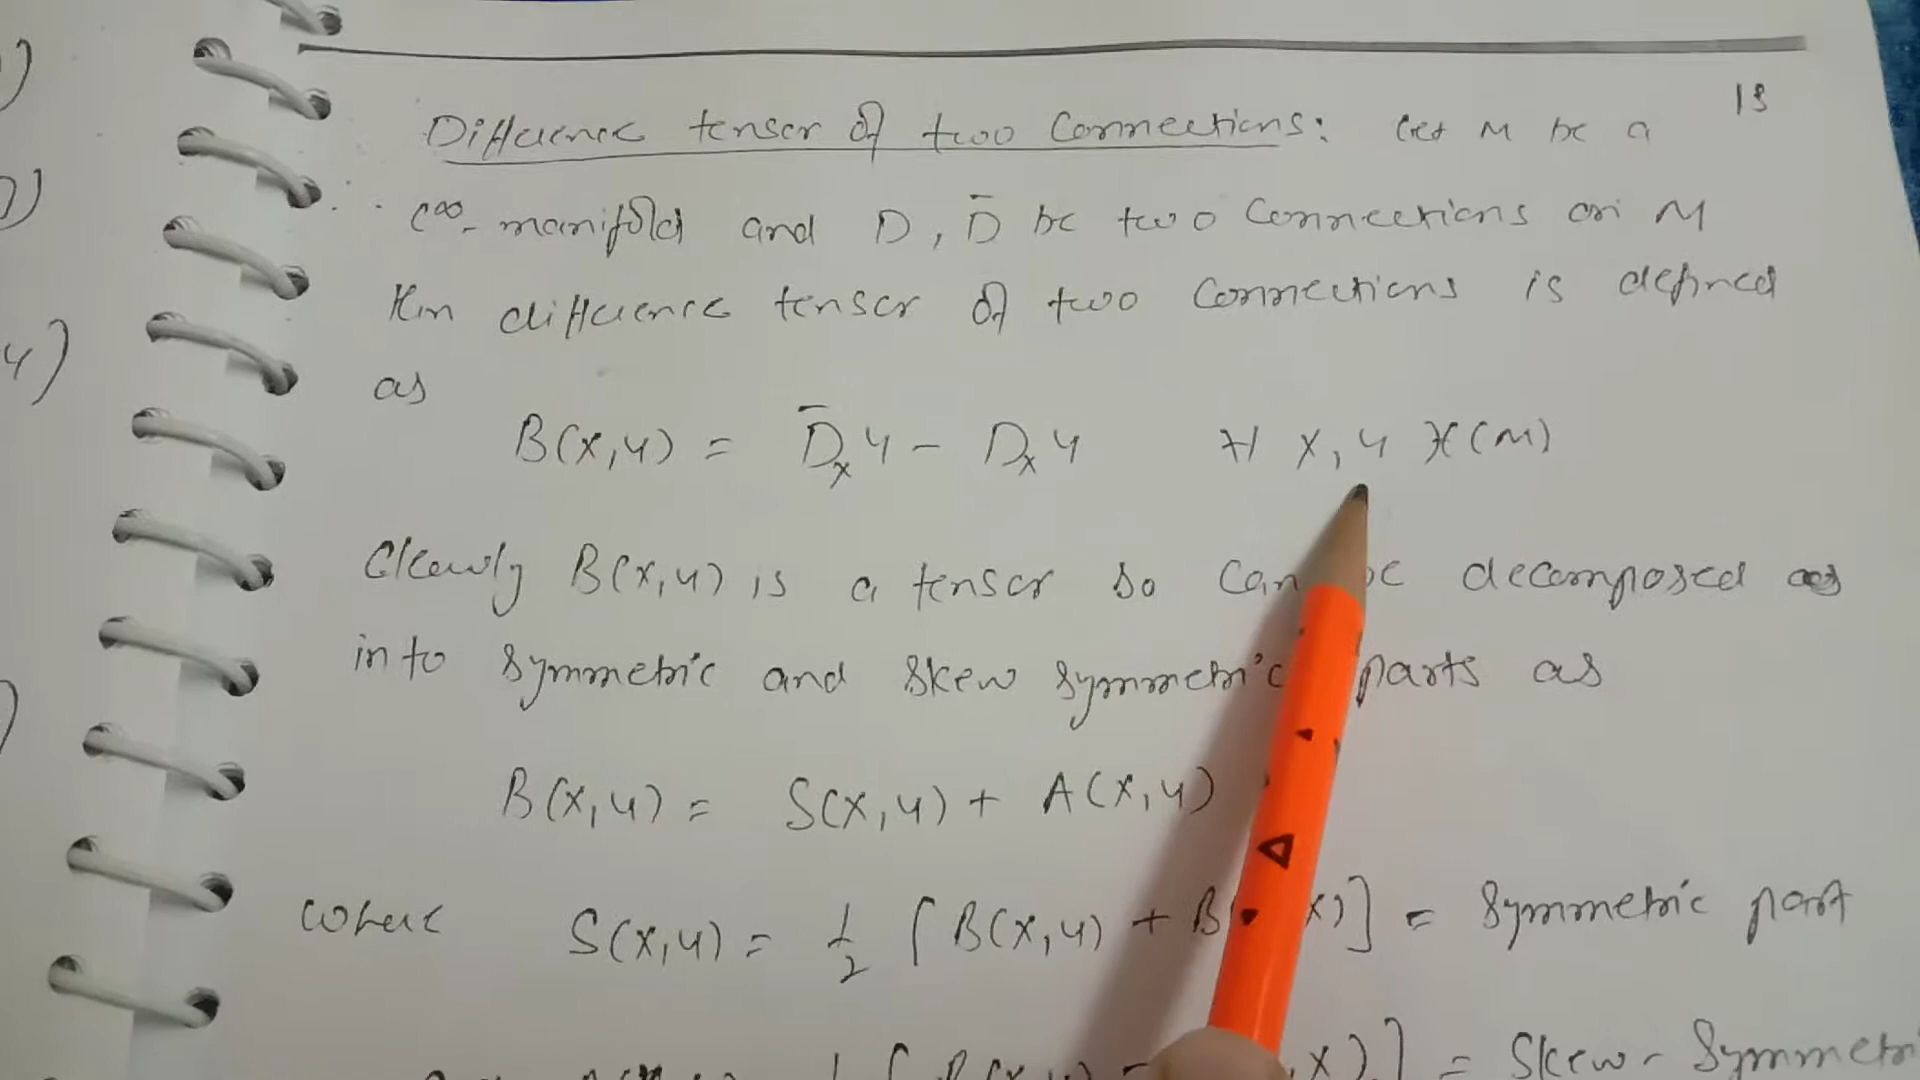 13
Difference tensor of two Connections: Let M be a
C∞- manifold and D, D̄ be two Connections on M
then difference tensor of two Connections is defined
as
B(X,Y) = D̄_X Y - D_X Y ∀ X, Y X(M)
Clearly B(X,Y) is a tensor so can be decomposed as
into symmetric and skew symmetric parts as
B(X,Y) = S(X,Y) + A(X,Y)
where S(X,Y) = 1/2 [B(X,Y) + B( X)] = Symmetric part
X)] = Skew-Symmetri